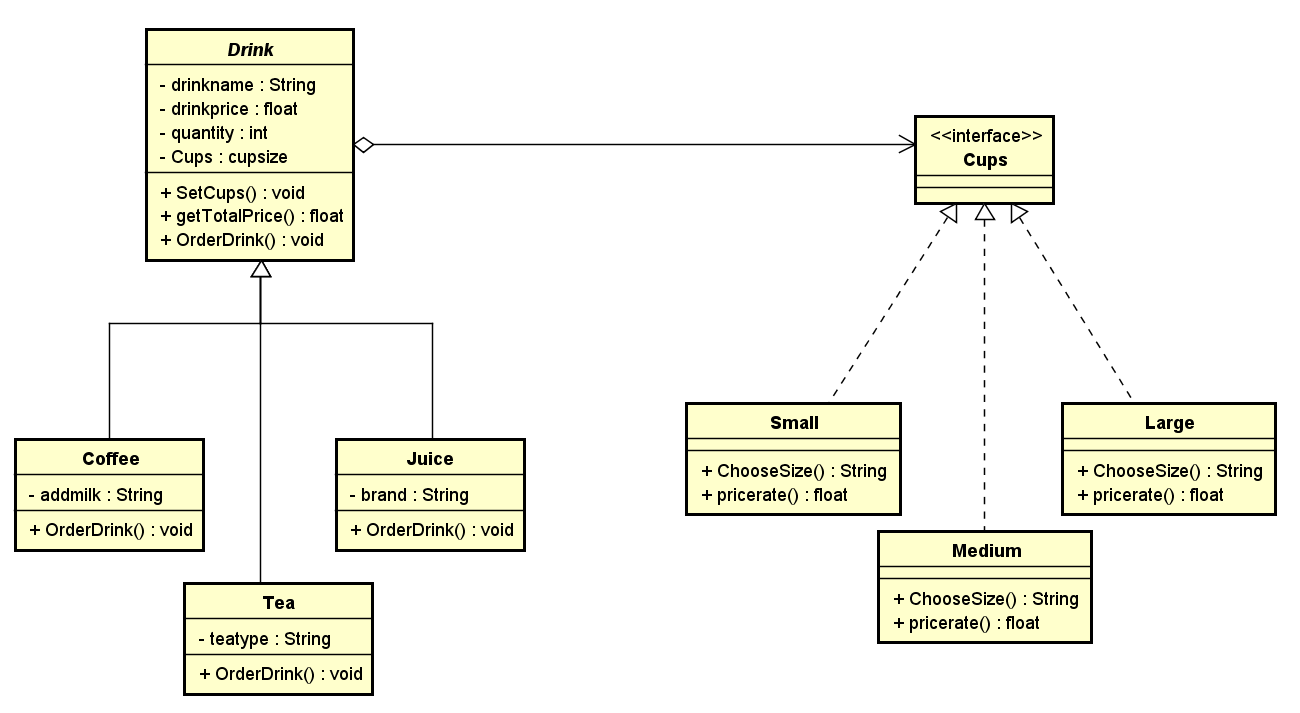 Drink
- drinkname : String
- drinkprice : float
- quantity : int
- Cups : cupsize
+ SetCups() : void
+ getTotalPrice() : float
+ OrderDrink() : void
<<interface>>
Cups
Coffee
- addmilk : String
+ OrderDrink() : void
Juice
- brand : String
+ OrderDrink() : void
Tea
- teatype : String
+ OrderDrink() : void
Small
+ ChooseSize() : String
+ pricerate() : float
Large
+ ChooseSize() : String
+ pricerate() : float
Medium
+ ChooseSize() : String
+ pricerate() : float